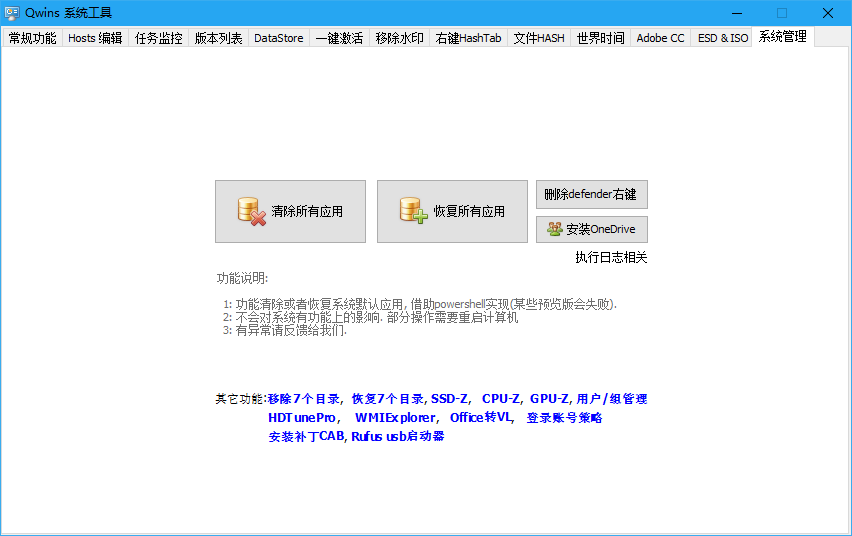 Qwins 系统工具
常规功能 Hosts 编辑 任务监控 版本列表 DataStore 一键激活 移除水印 右键HashTab 文件HASH 世界时间 Adobe CC ESD & ISO 系统管理
清除所有应用 恢复所有应用 删除defender右键
安装OneDrive
执行日志相关
功能说明:
1: 功能清除或者恢复系统默认应用, 借助powershell实现(某些预览版会失败).
2: 不会对系统有功能上的影响. 部分操作需要重启计算机
3: 有异常请反馈给我们.
其它功能:移除7个目录, 恢复7个目录, SSD-Z, CPU-Z, GPU-Z, 用户/组管理
HDTunePro, WMIExplorer, Office转VL, 登录账号策略
安装补丁CAB, Rufus usb启动器